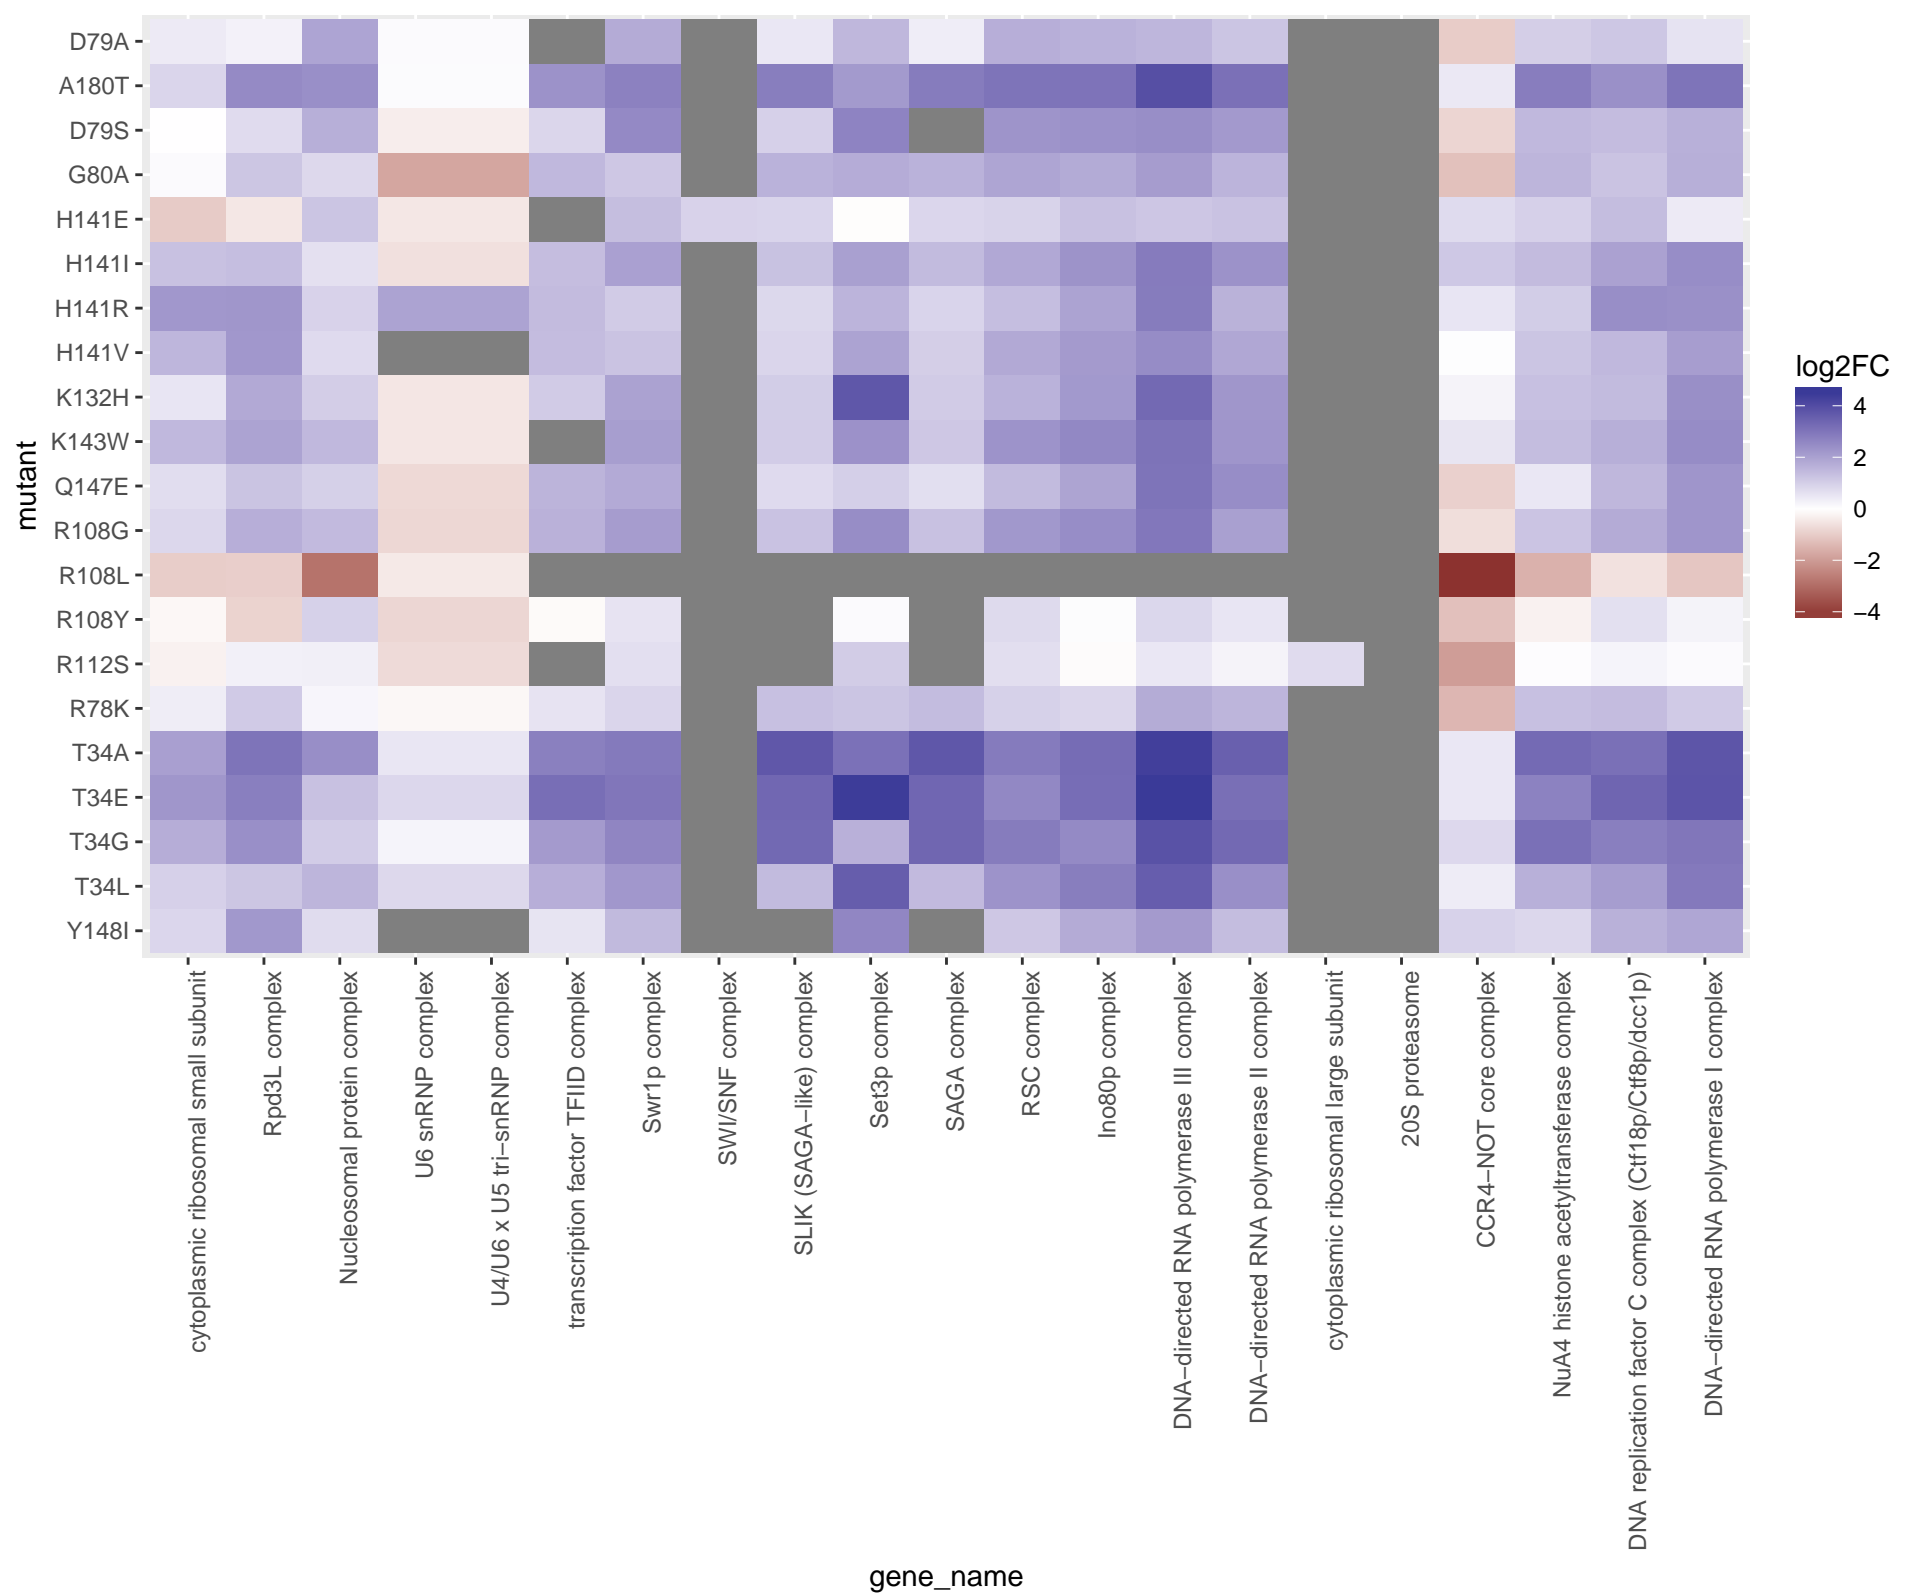 D79A
A180T
D79S
G80A
H141E
H141I
H141R
H141V
K132H
K143W
Q147E
R108G
R108L
R108Y
R112S
R78K
T34A
T34E
T34G
T34L
Y148I
mutant
cytoplasmic ribosomal small subunit
Rpd3L complex
Nucleosomal protein complex
U6 snRNP complex
U4/U6 x U5 tri−snRNP complex
transcription factor TFIID complex
Swr1p complex
SWI/SNF complex
SLIK (SAGA−like) complex
Set3p complex
SAGA complex
RSC complex
Ino80p complex
DNA−directed RNA polymerase III complex
DNA−directed RNA polymerase II complex
cytoplasmic ribosomal large subunit
20S proteasome
CCR4−NOT core complex
NuA4 histone acetyltransferase complex
DNA replication factor C complex (Ctf18p/Ctf8p/dcc1p)
DNA−directed RNA polymerase I complex
gene_name
log2FC
4
2
0
−2
−4